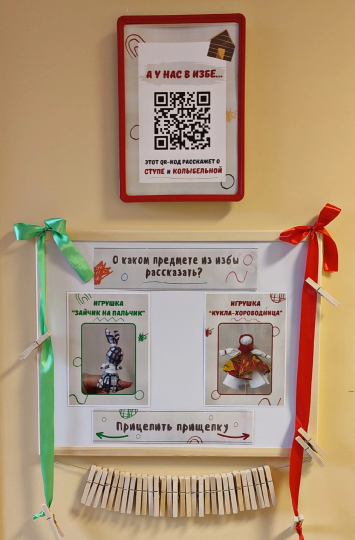 А У НАС В ИЗБЕ...
ЭТОТ QR-КОД РАССКАЖЕТ О
СТУПЕ и КОЛЫБЕЛЬНОЙ
О каком предмете из избы
рассказать?
ИГРУШКА
"ЗАЙЧИК НА ПАЛЬЧИК"
ИГРУШКА
"КУКЛА-ХОРОВОДНИЦА"
Прицепить прищепку